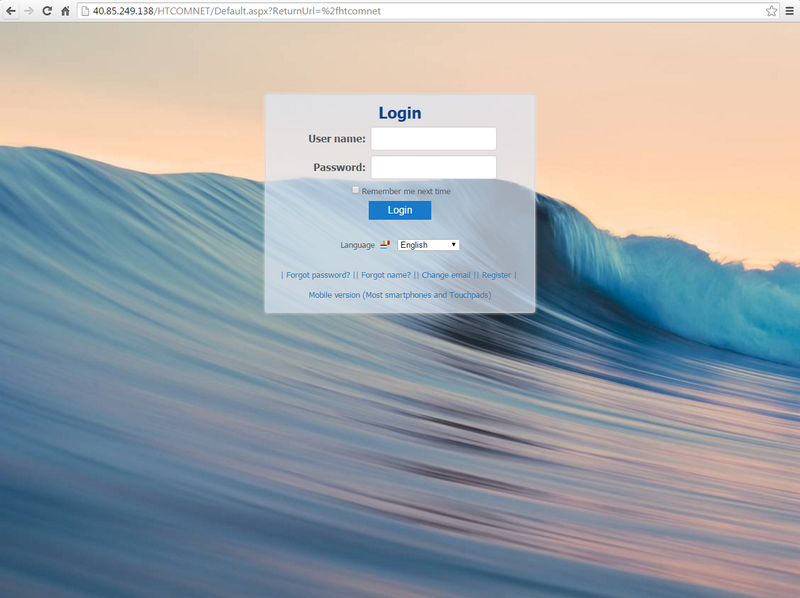 40.85.249.138/HTCOMNET/Default.aspx?ReturnUrl=%2fhtcomnet
Login
User name:
Password:
Remember me next time
Login
Language English
| Forgot password? || Forgot name? || Change email || Register |
Mobile version (Most smartphones and Touchpads)